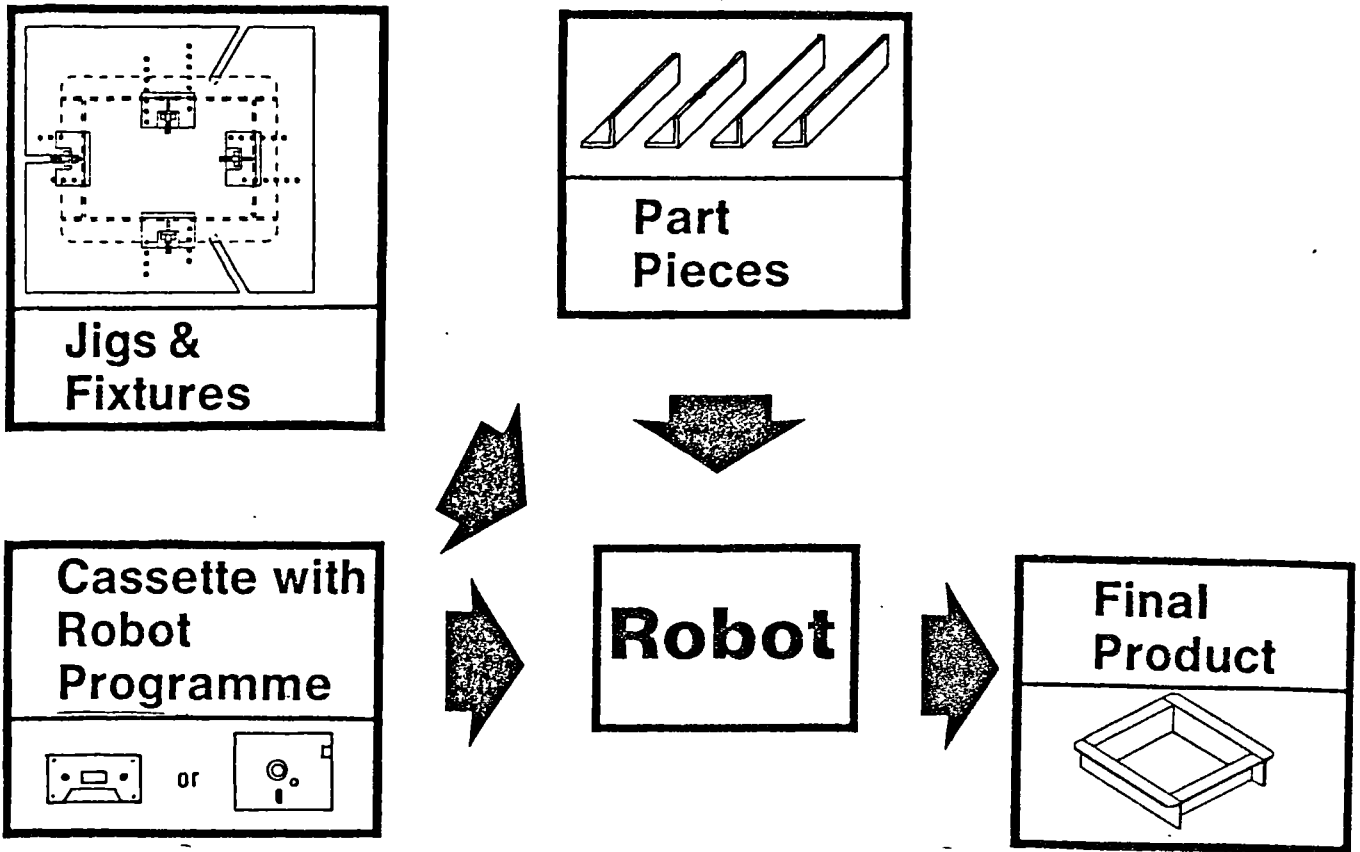 Jigs &
Fixtures
Part
Pieces
Cassette with
Robot
Programme
or
Robot
Final
Product